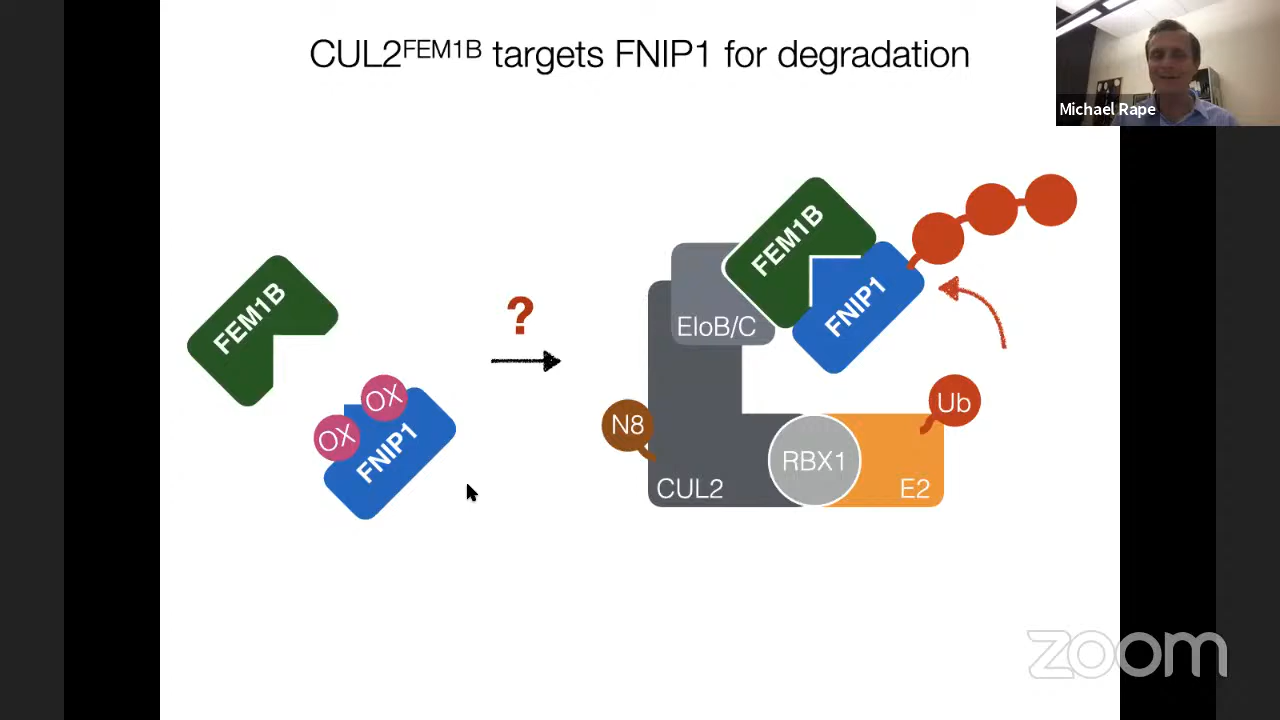 CUL2FEM1B targets FNIP1 for degradation
Michael Rape
FEM1B
OX
OX
FNIP1
?
FEM1B
EloB/C
FNIP1
N8
Ub
RBX1
CUL2
E2
zoom